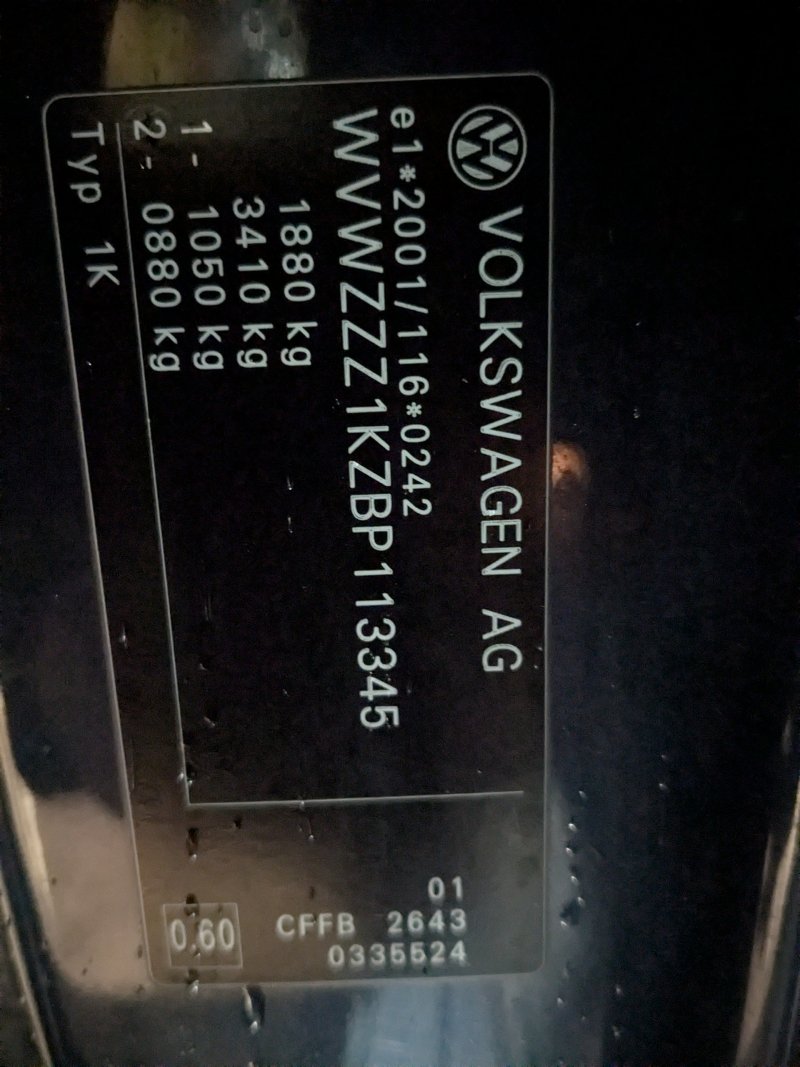 VOLKSWAGEN AG
e1*2001/116*0242
WVWZZZ1KZBP113345
1880 kg
3410 kg
1- 1050 kg
2- 0880 kg
Typ 1K
01
CFFB 2643
0335524
0.60